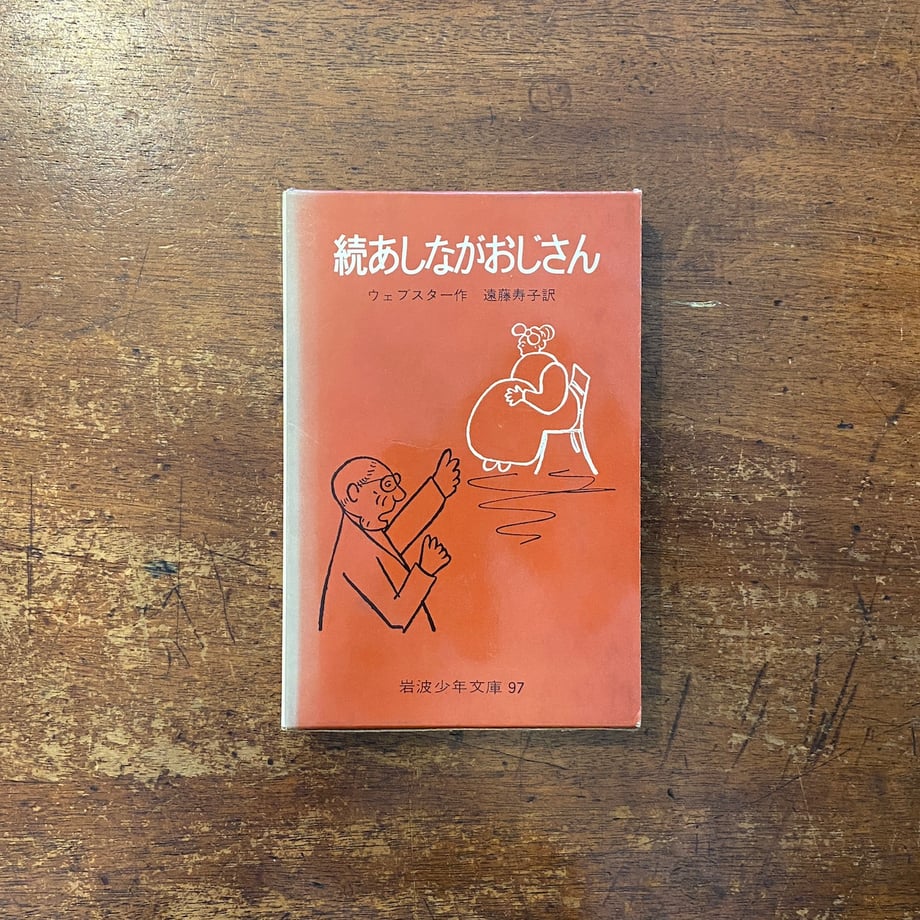 続あしながおじさん
ウェブスター作 遠藤寿子訳
岩波少年文庫 97